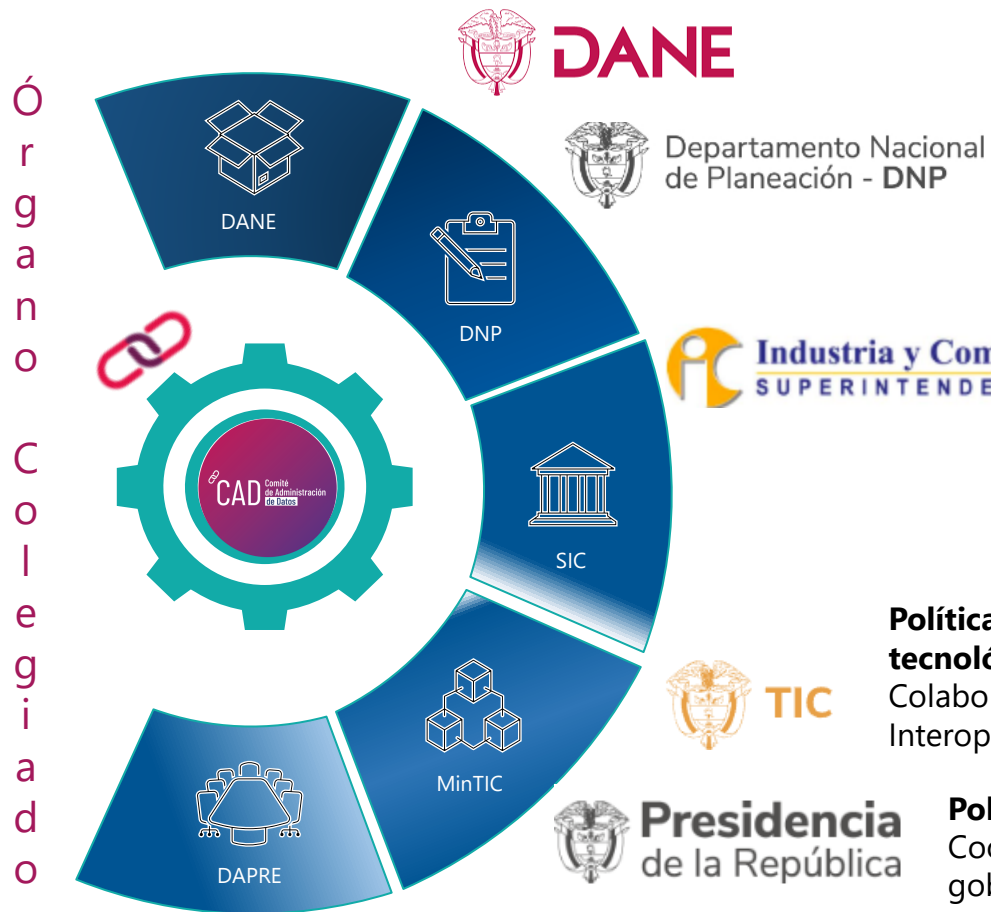 Órgano Colegiado
DANE
Departamento Nacional
de Planeación - DNP
Industria y Com
SUPERINTENDE
DANE
DNP
SIC
MinTIC
DAPRE
CAD Comité
de Administración
de Datos
TIC
Política
tecnoló
Colabo
Interop
Presidencia
de la República
Pol
Coo
gob